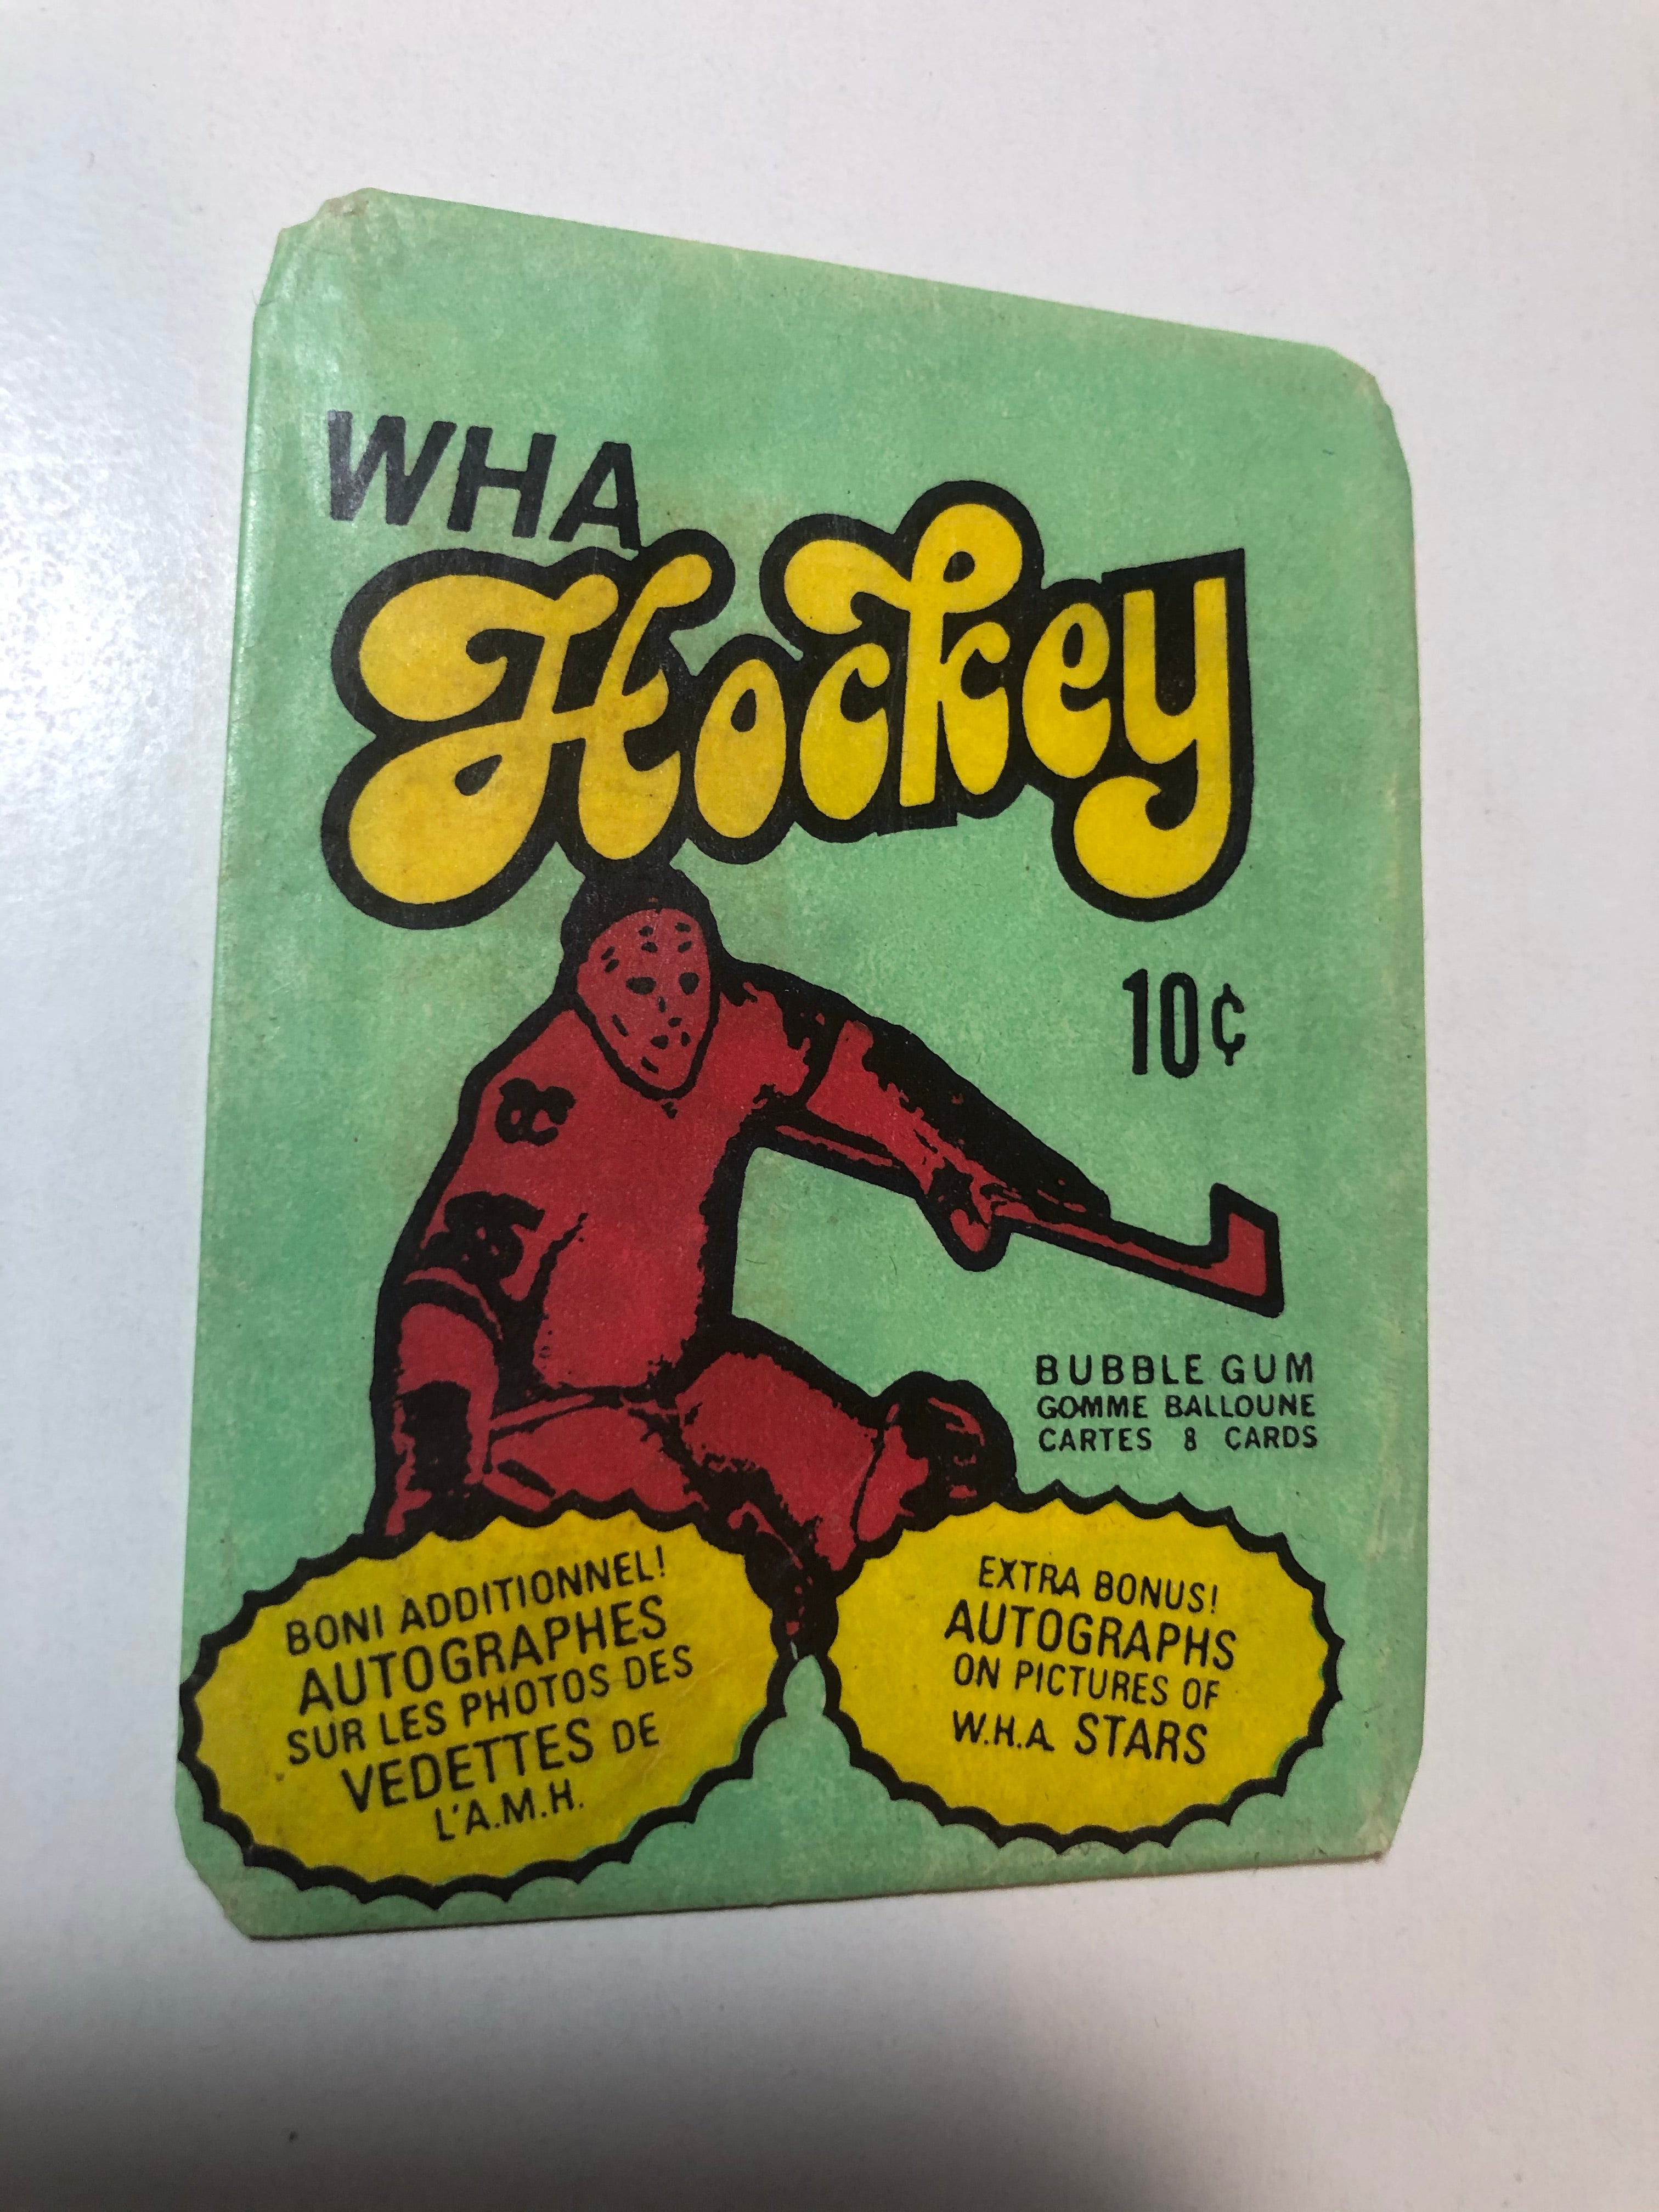 WHA
Hockey
10¢
BUBBLE GUM
GOMME BALLOUNE
CARTES 8 CARDS
BONI ADDITIONNEL!
AUTOGRAPHES
SUR LES PHOTOS DES
VEDETTES DE
L'A.M.H.
EXTRA BONUS!
AUTOGRAPHS
ON PICTURES OF
W.H.A. STARS